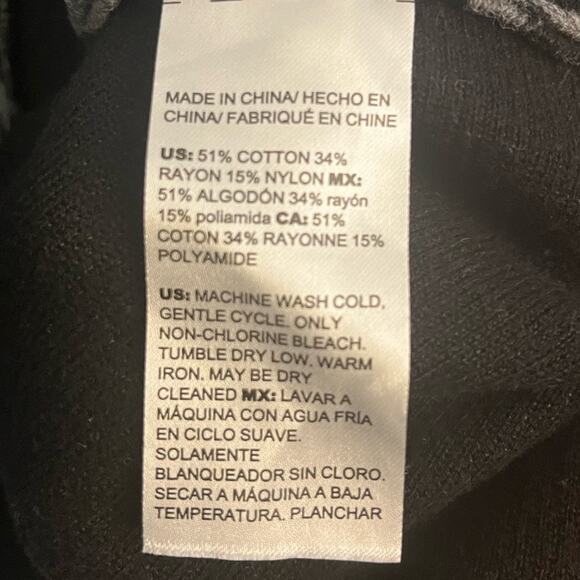 MADE IN CHINA/ HECHO EN
CHINA/ FABRIQUÉ EN CHINE
US: 51% COTTON 34%
RAYON 15% NYLON MX:
51% ALGODÓN 34% rayón
15% poliamida CA: 51%
COTON 34% RAYONNE 15%
POLYAMIDE
US: MACHINE WASH COLD,
GENTLE CYCLE. ONLY
NON-CHLORINE BLEACH.
TUMBLE DRY LOW. WARM
IRON. MAY BE DRY
CLEANED MX: LAVAR A
MÁQUINA CON AGUA FRÍA
EN CICLO SUAVE.
SOLAMENTE
BLANQUEADOR SIN CLORO.
SECAR A MÁQUINA A BAJA
TEMPERATURA. PLANCHAR